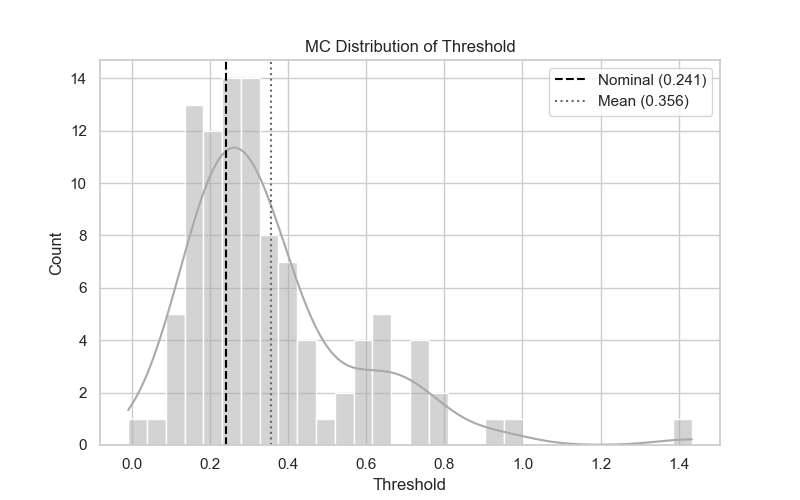 MC Distribution of Threshold
Nominal (0.241)
Mean (0.356)
Count
14
12
10
8
6
4
2
0
0.0 0.2 0.4 0.6 0.8 1.0 1.2 1.4
Threshold